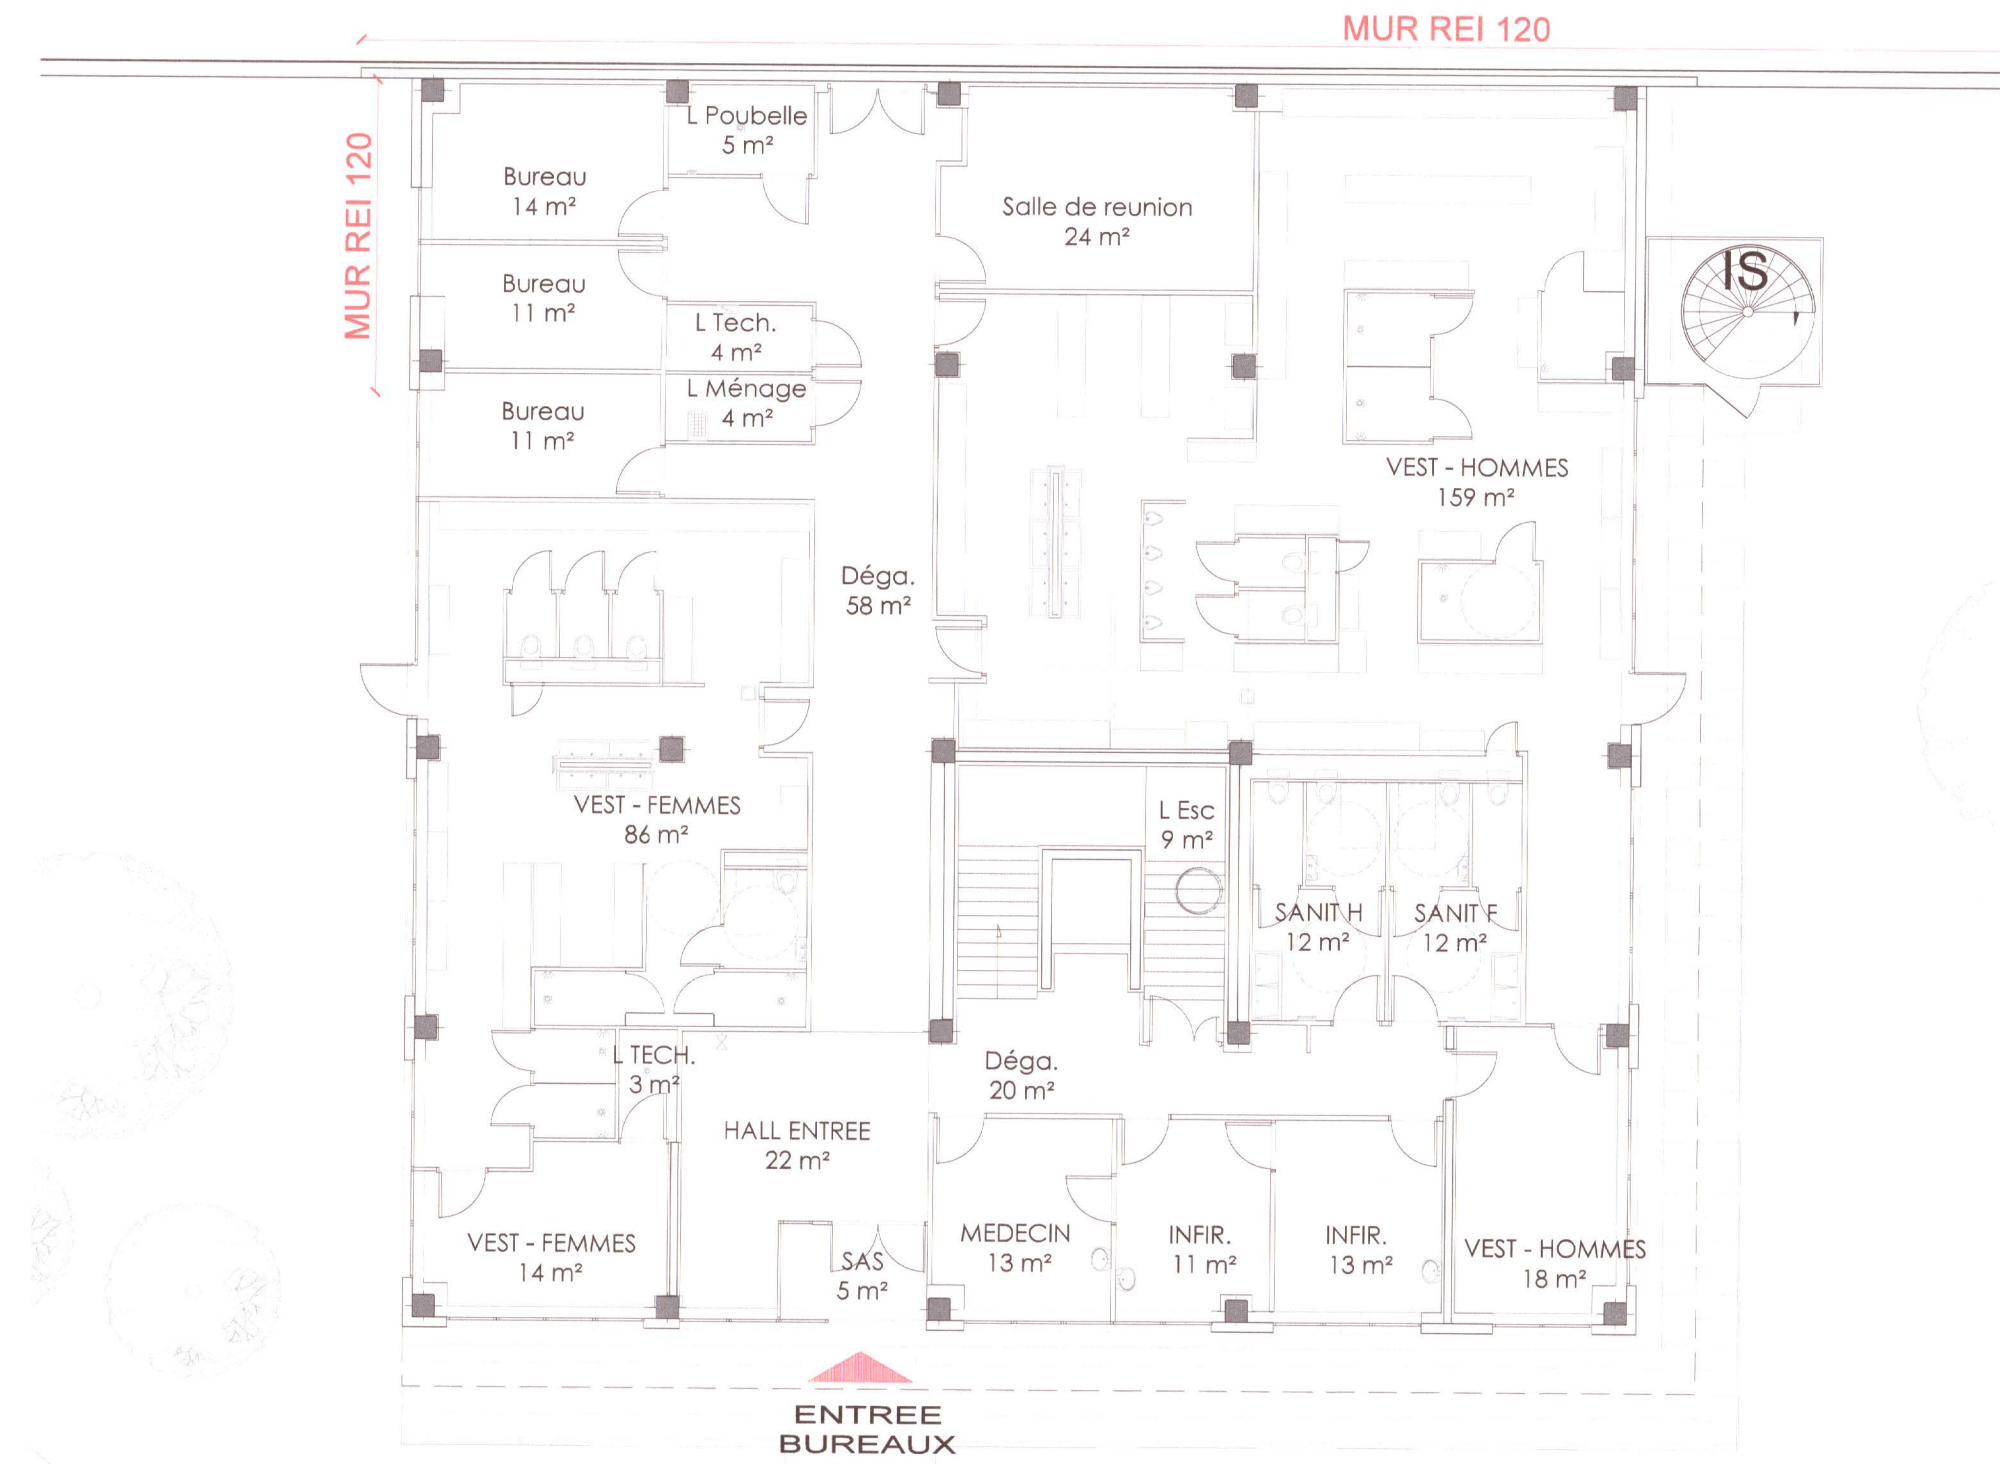 MUR REI 120
MUR REI 120
L Poubelle
5 m²
Bureau
14 m²
Salle de reunion
24 m²
Bureau
11 m²
L Tech.
4 m²
IS
L Ménage
4 m²
Bureau
11 m²
VEST - HOMMES
159 m²
Déga.
58 m²
VEST - FEMMES
86 m²
L Esc
9 m²
SANIT H
12 m²
SANIT F
12 m²
L TECH.
3 m²
Déga.
20 m²
HALL ENTREE
22 m²
VEST - FEMMES
14 m²
SAS
5 m²
MEDECIN
13 m²
INFIR.
11 m²
INFIR.
13 m²
VEST - HOMMES
18 m²
ENTREE
BUREAUX